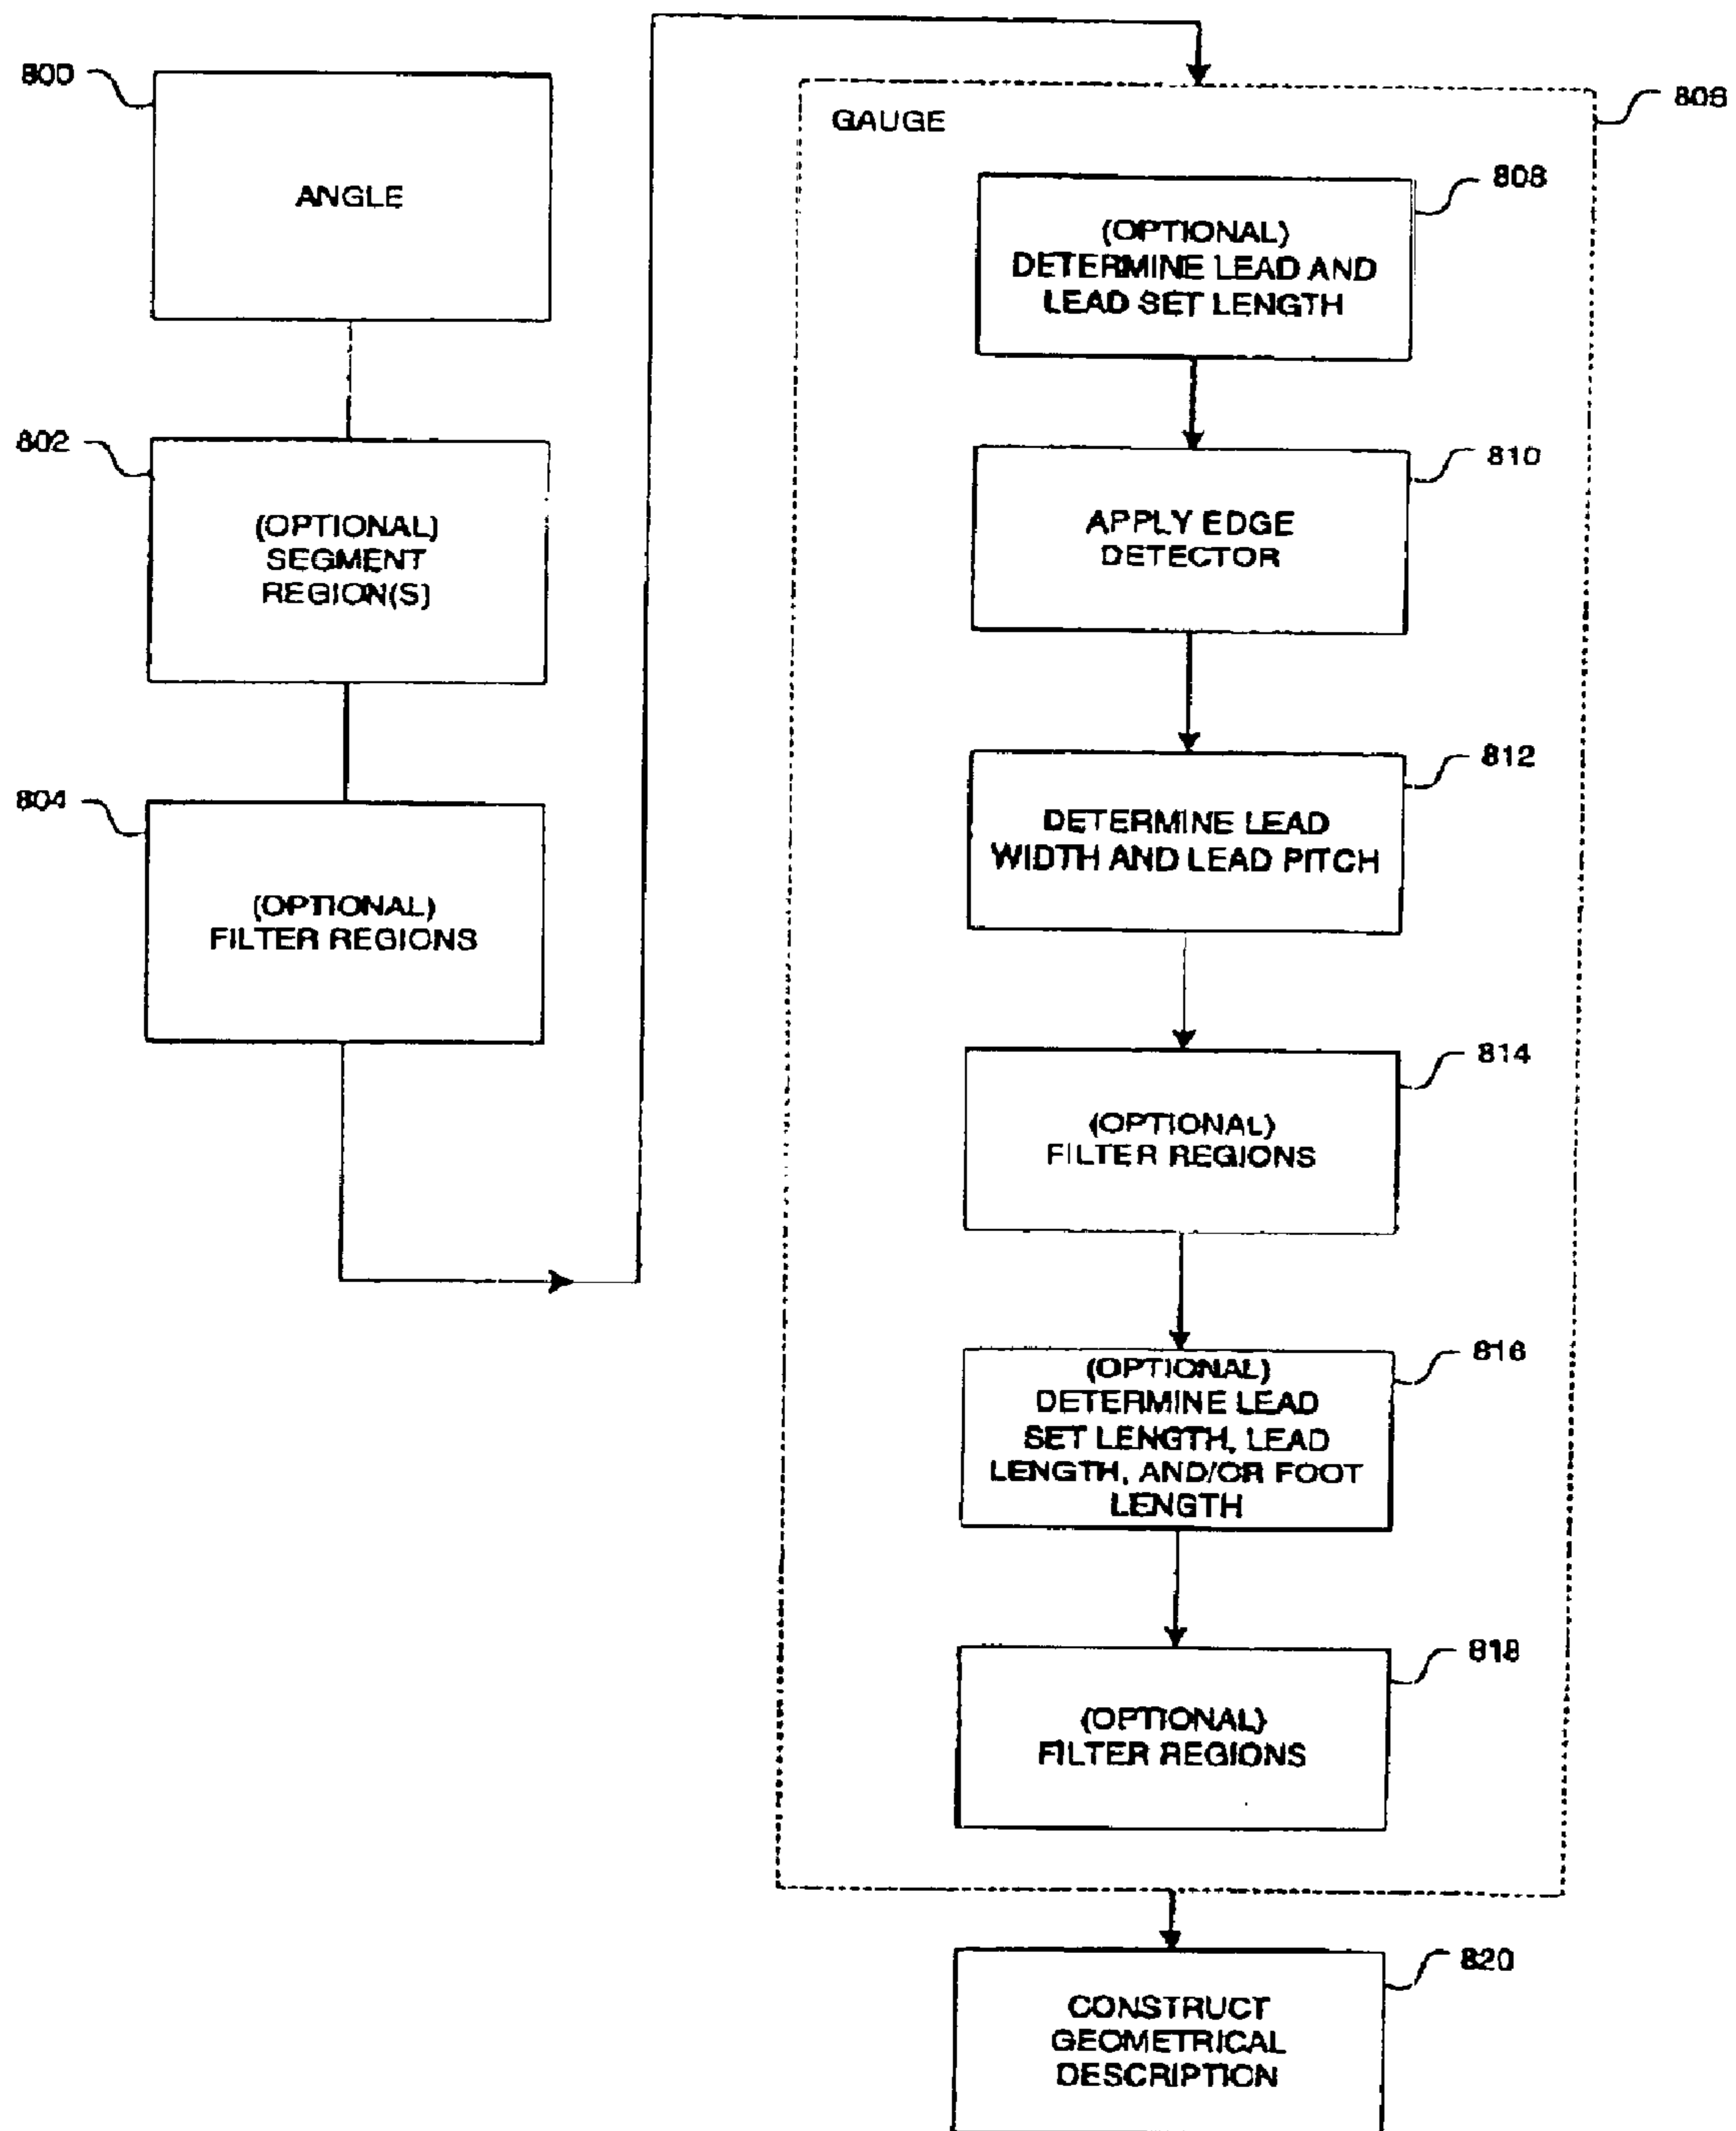 800
ANGLE
802
(OPTIONAL)
SEGMENT
REGION(S)
804
(OPTIONAL)
FILTER REGIONS
806
GAUGE
808
(OPTIONAL)
DETERMINE LEAD AND
LEAD SET LENGTH
810
APPLY EDGE
DETECTOR
812
DETERMINE LEAD
WIDTH AND LEAD PITCH
814
(OPTIONAL)
FILTER REGIONS
816
(OPTIONAL)
DETERMINE LEAD
SET LENGTH, LEAD
LENGTH, AND/OR FOOT
LENGTH
818
(OPTIONAL)
FILTER REGIONS
820
CONSTRUCT
GEOMETRICAL
DESCRIPTION